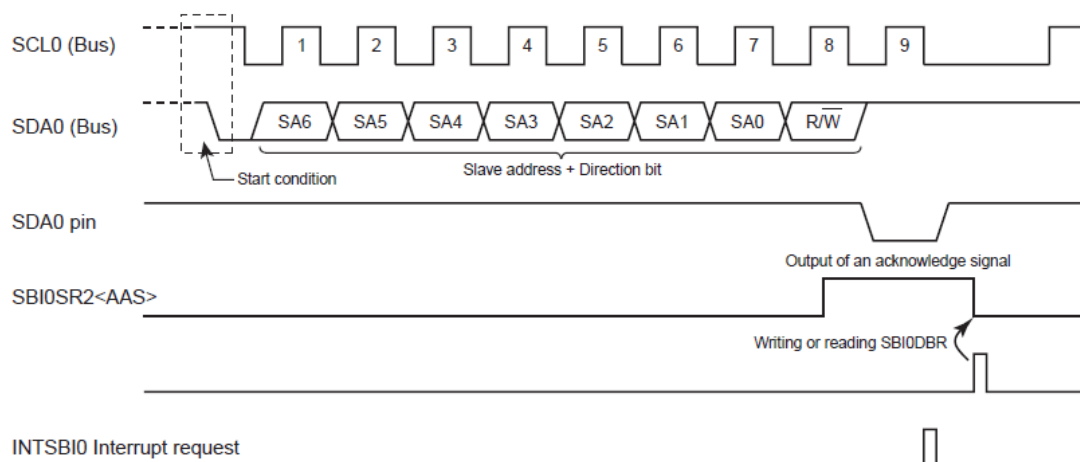 SCL0 (Bus)
1 2 3 4 5 6 7 8 9
SDA0 (Bus)
SA6 SA5 SA4 SA3 SA2 SA1 SA0 R/W̅
Slave address + Direction bit
Start condition
SDA0 pin
Output of an acknowledge signal
SBI0SR2<AAS>
Writing or reading SBI0DBR
INTSBI0 Interrupt request